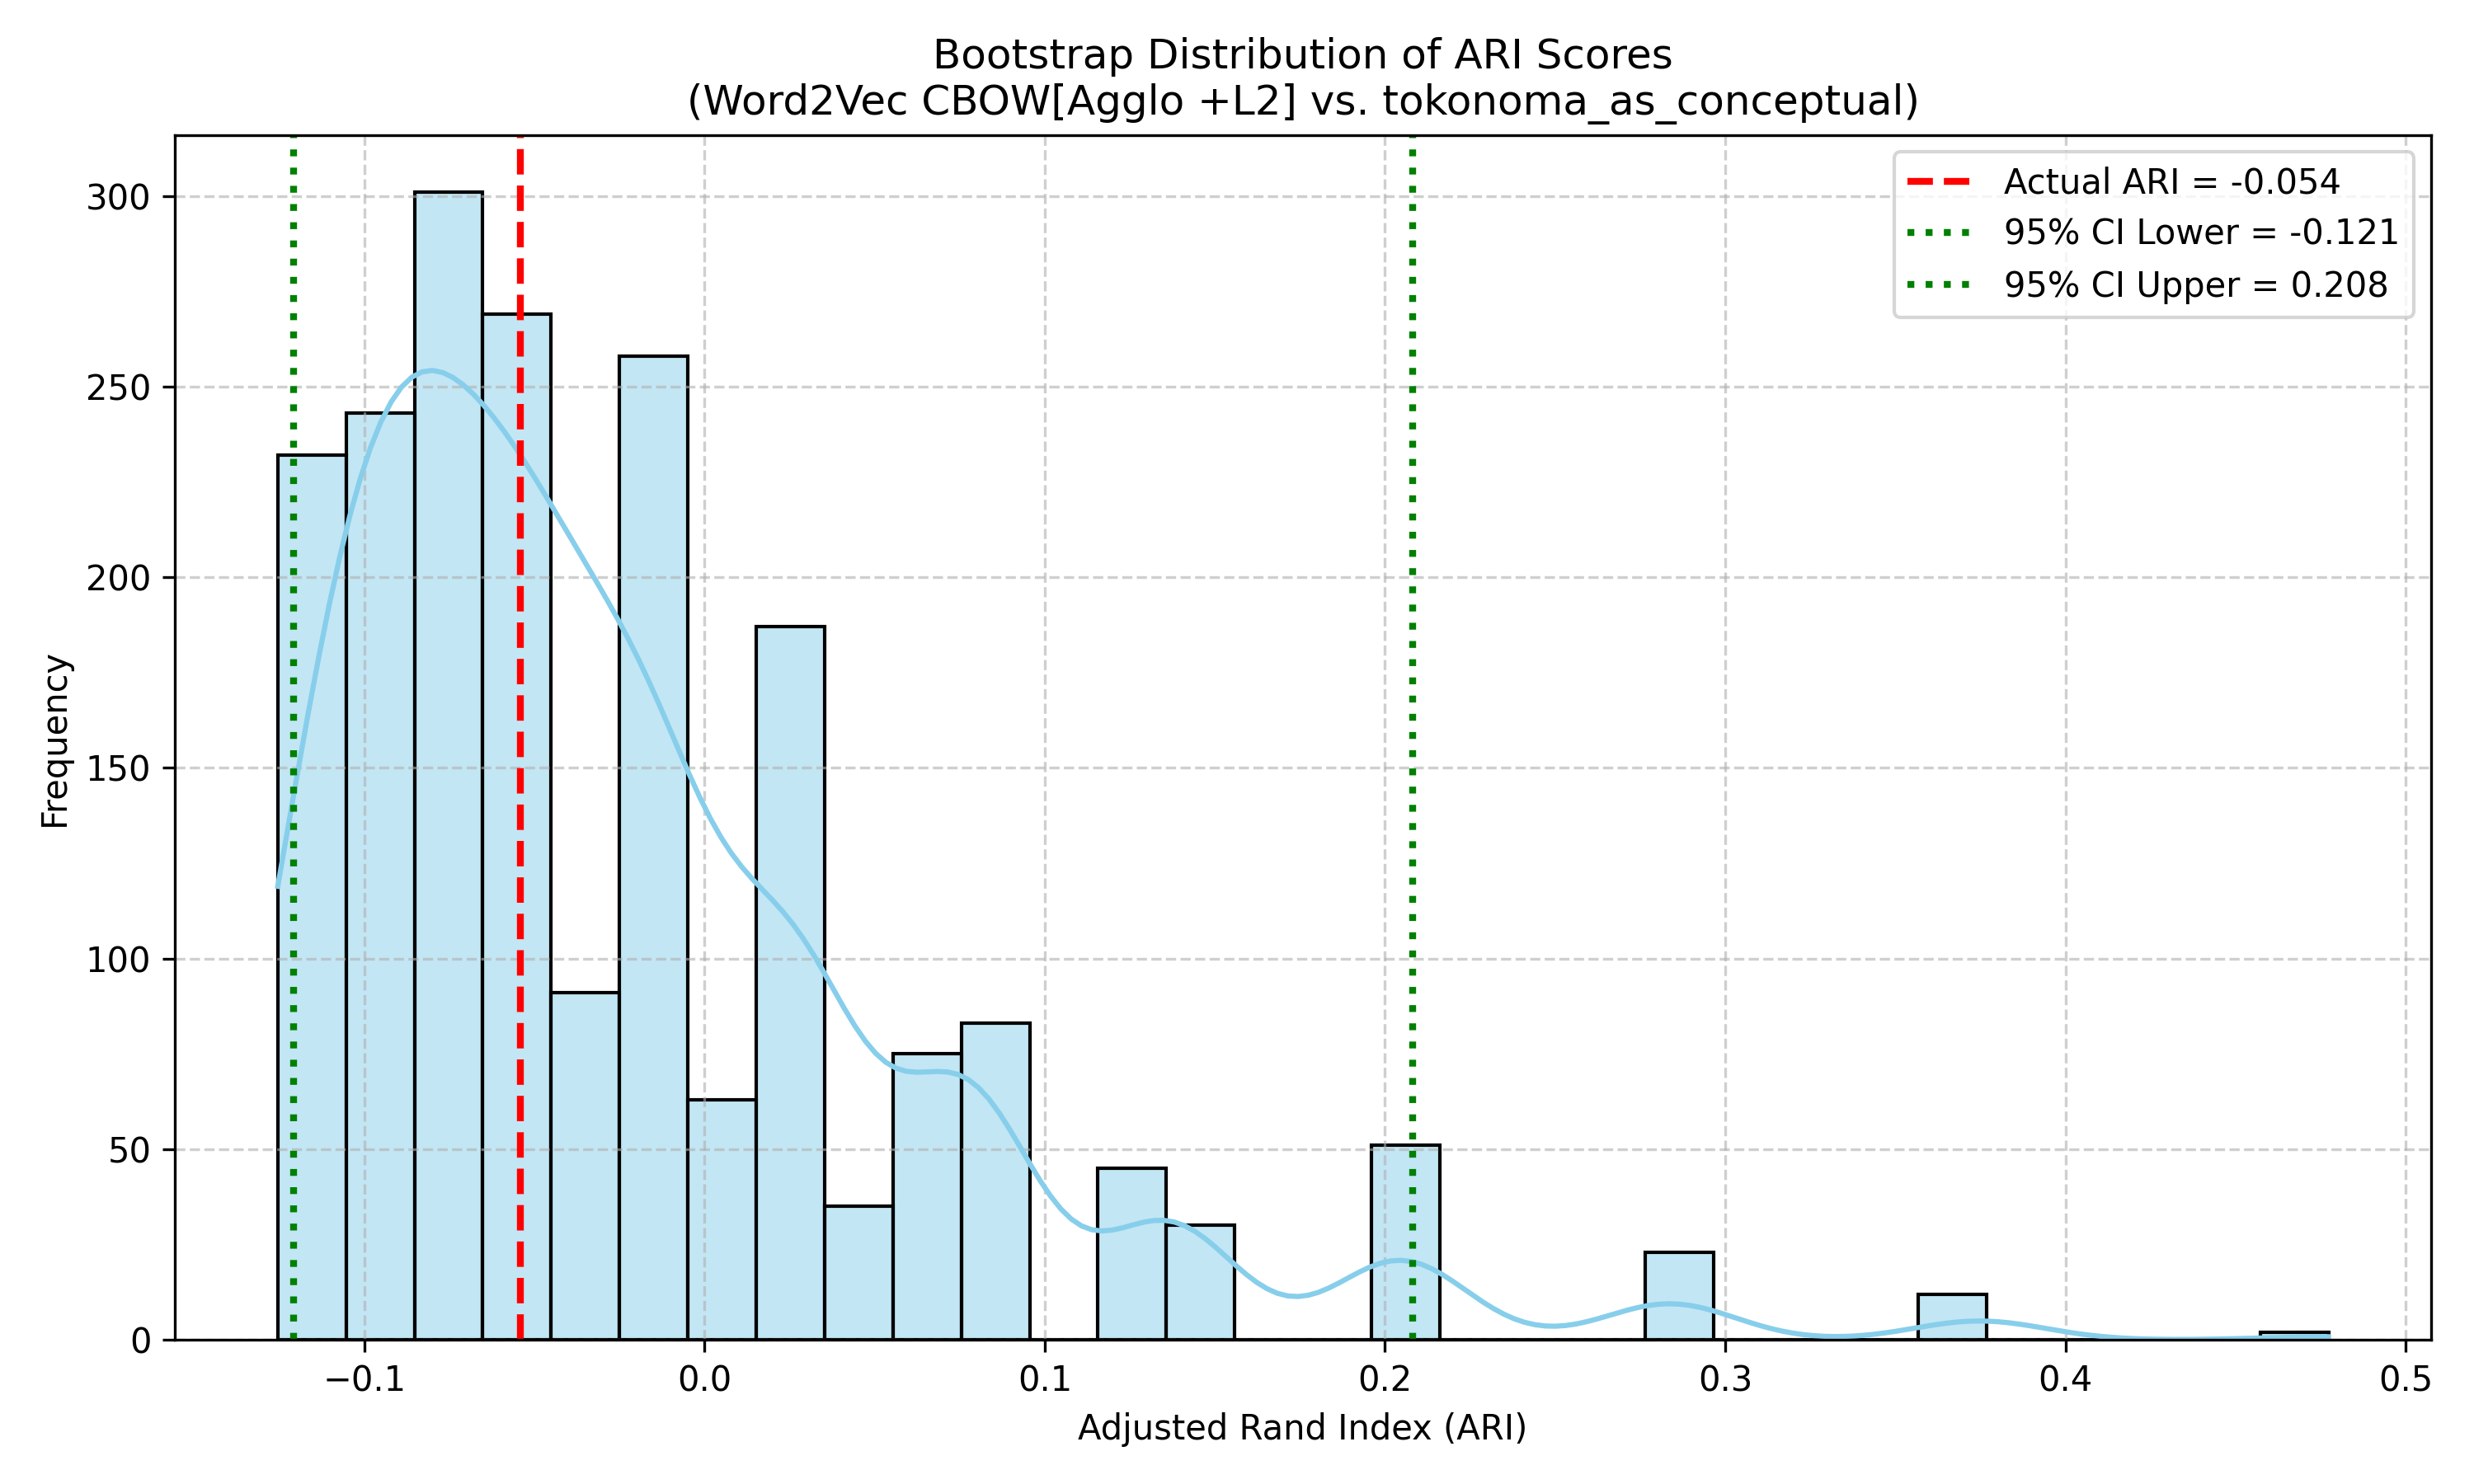 Bootstrap Distribution of ARI Scores
(Word2Vec CBOW[Agglo +L2] vs. tokonoma_as_conceptual)
Actual ARI = -0.054
95% CI Lower = -0.121
95% CI Upper = 0.208
Frequency
300
250
200
150
100
50
0
−0.1
0.0
0.1
0.2
0.3
0.4
0.5
Adjusted Rand Index (ARI)